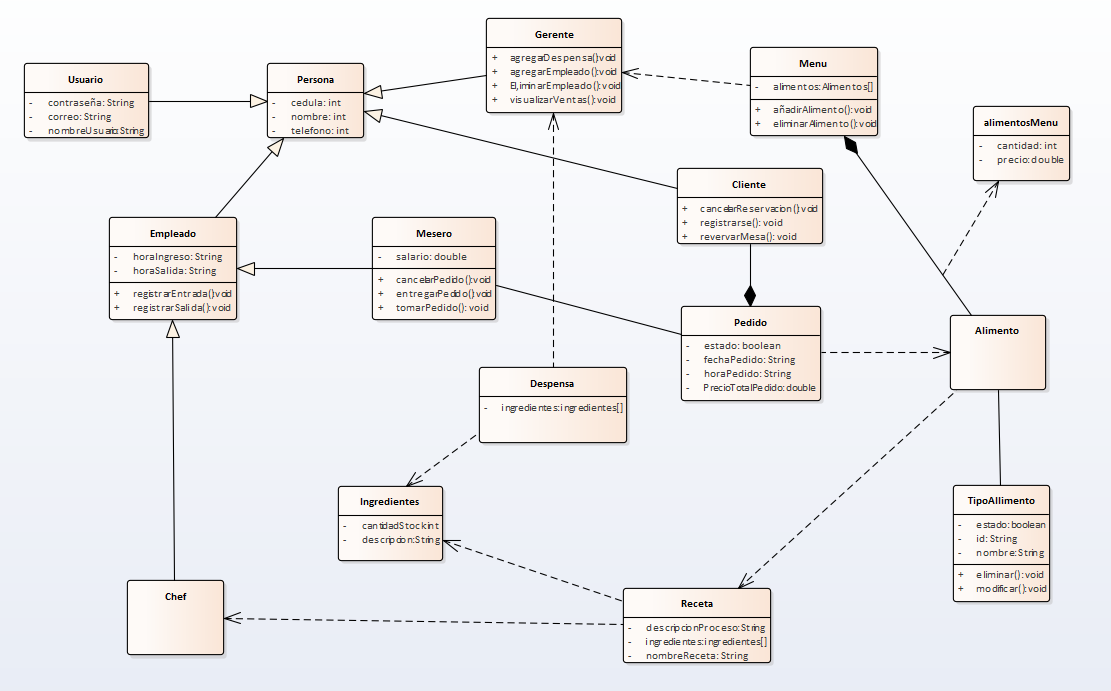 Gerente
+ agregarDespensa():void
+ agregarEmpleado():void
+ El,iminarEmpleado():void
+ visualizarVentas():void
Menu
- alimentos:Alimentos[]
+ añadirAlimento():void
+ eliminarAlimento():void
Usuario
- contraseña: String
- correo: String
- nombreUsuario:String
Persona
- cedula: int
- nombre: int
- telefono: int
alimentosMenu
- cantidad: int
- precio:double
Cliente
+ cancelarReservacion():void
+ registrarse(): void
+ revervarMesa(): void
Empleado
- horaIngreso: String
- horaSalida: String
+ registrarEntrada():void
+ registrarSalida():void
Mesero
- salario: double
+ cancelarPedido():void
+ entregarPedido():void
+ tomarPedido(): void
Pedido
- estado: boolean
- fechaPedido: String
- horaPedido: String
- PrecioTotalPedido:double
Alimento
Despensa
- ingredientes:ingredientes[]
Ingredientes
- cantidadStock:int
- descripcion:String
TipoAllimento
- estado:boolean
- id: String
- nombre:String
+ eliminar():void
+ modificar():void
Chef
Receta
- descripcionProceso:String
- ingredientes:ingredientes[]
- nombreReceta: String